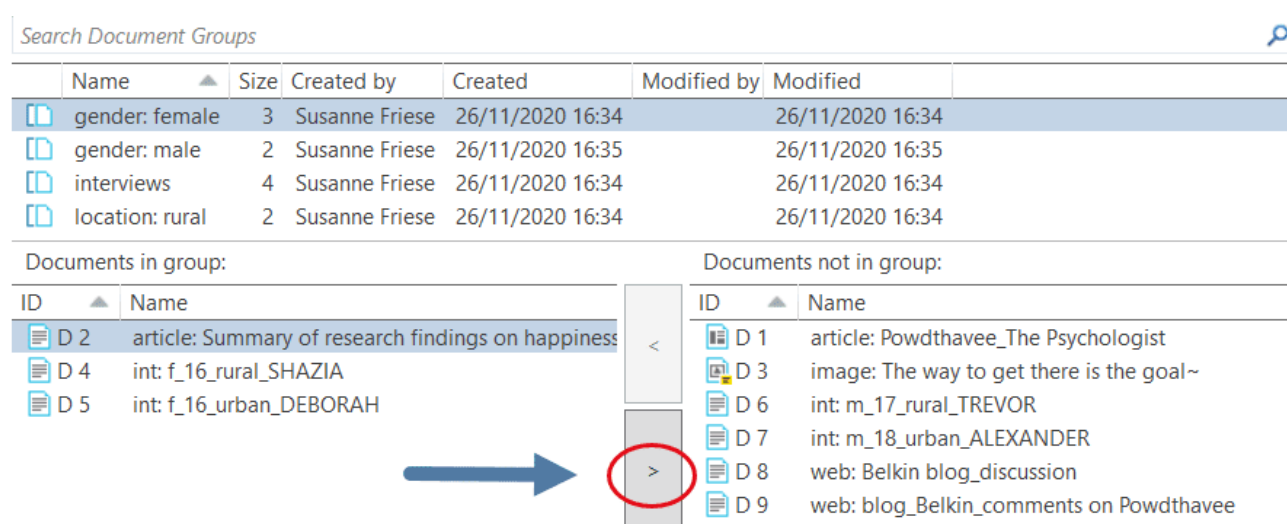 Search Document Groups
Name Size Created by Created Modified by Modified
gender: female 3 Susanne Friese 26/11/2020 16:34 26/11/2020 16:34
gender: male 2 Susanne Friese 26/11/2020 16:35 26/11/2020 16:35
interviews 4 Susanne Friese 26/11/2020 16:34 26/11/2020 16:34
location: rural 2 Susanne Friese 26/11/2020 16:34 26/11/2020 16:34
Documents in group: Documents not in group:
ID Name < ID Name
D 2 article: Summary of research findings on happiness D 1 article: Powdthavee_The Psychologist
D 4 int: f_16_rural_SHAZIA D 3 image: The way to get there is the goal~
D 5 int: f_16_urban_DEBORAH D 6 int: m_17_rural_TREVOR
D 7 int: m_18_urban_ALEXANDER
> D 8 web: Belkin blog_discussion
D 9 web: blog_Belkin_comments on Powdthavee